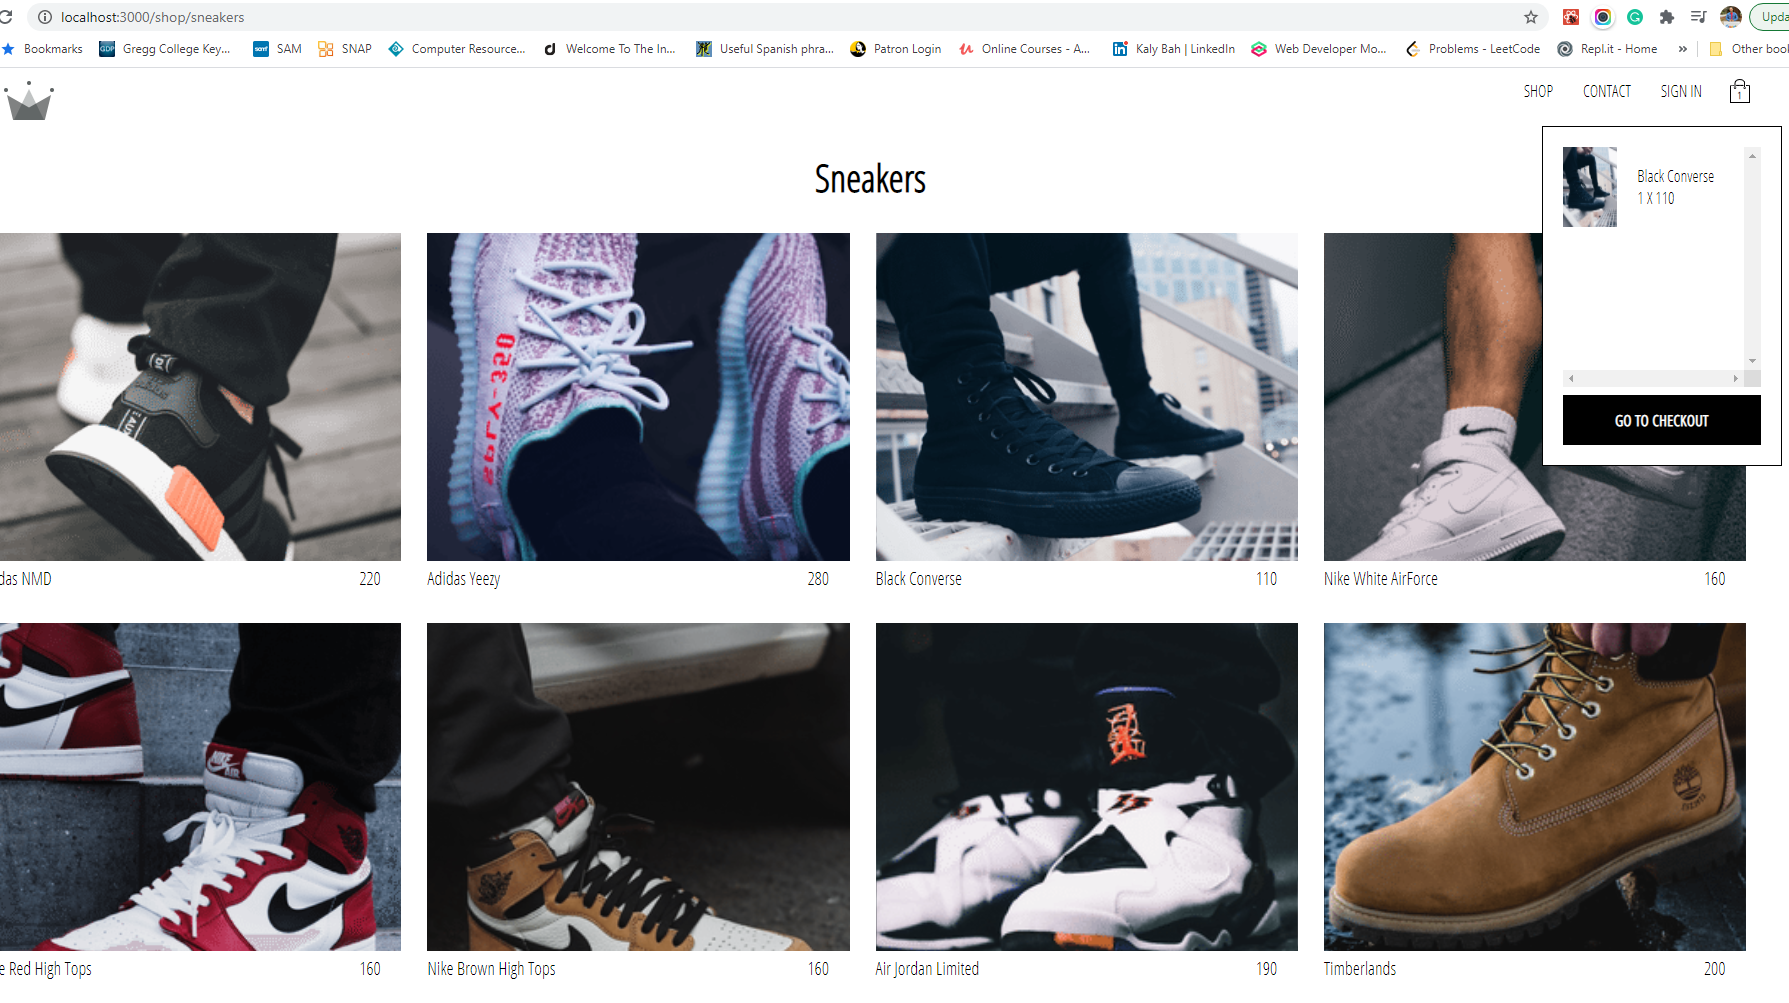 localhost:3000/shop/sneakers
Upda
Bookmarks
GDP Gregg College Key...
SAM
SNAP
Computer Resource...
Welcome To The In...
Useful Spanish phra...
Patron Login
Online Courses - A...
Kaly Bah | LinkedIn
Web Developer Mo...
Problems - LeetCode
Repl.it - Home
»
Other book
SHOP
CONTACT
SIGN IN
1
Sneakers
Black Converse
1 X 110
GO TO CHECKOUT
das NMD 220
Adidas Yeezy 280
Black Converse 110
Nike White AirForce 160
NIKE
AIR
e Red High Tops 160
Nike Brown High Tops 160
Air Jordan Limited 190
Timberlands 200